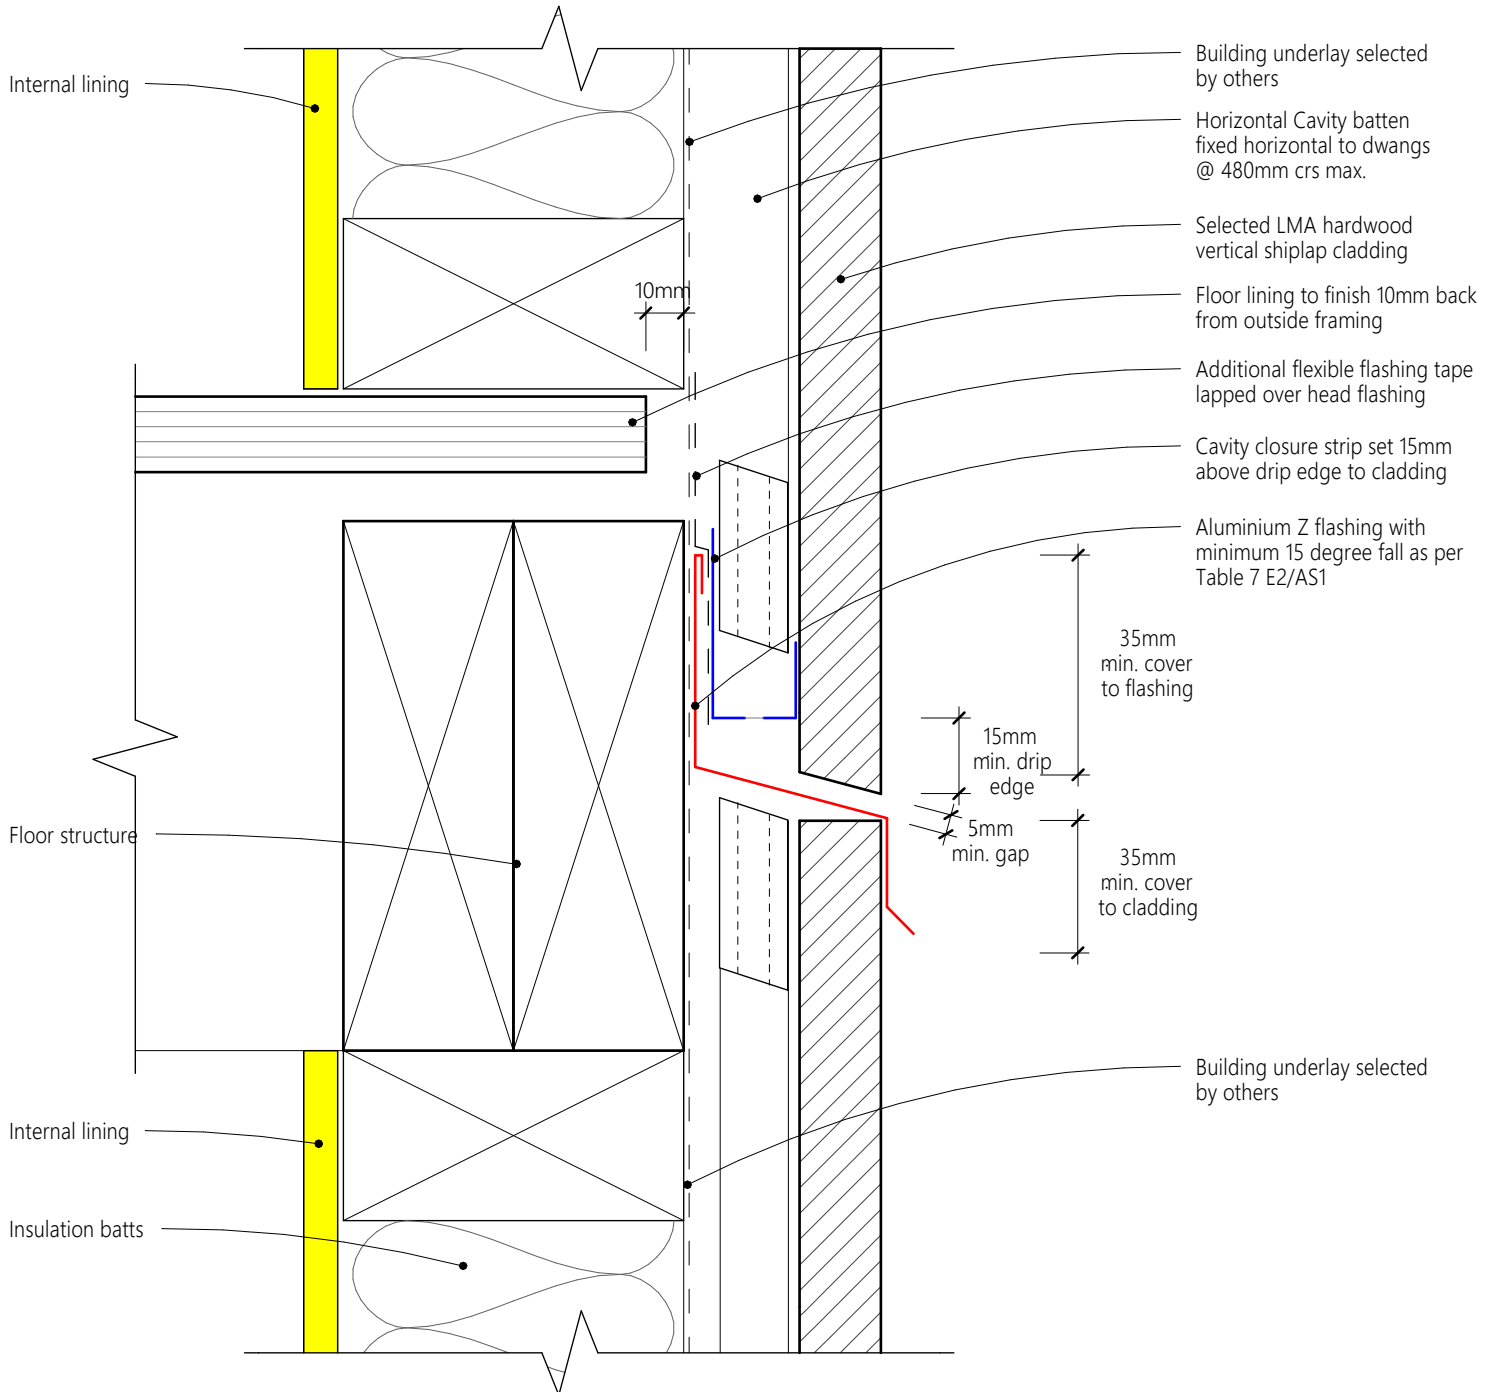 Internal lining
Building underlay selected
by others
Horizontal Cavity batten
fixed horizontal to dwangs
@ 480mm crs max.
Selected LMA hardwood
vertical shiplap cladding
10mm
Floor lining to finish 10mm back
from outside framing
Additional flexible flashing tape
lapped over head flashing
Cavity closure strip set 15mm
above drip edge to cladding
Aluminium Z flashing with
minimum 15 degree fall as per
Table 7 E2/AS1
35mm
min. cover
to flashing
15mm
min. drip
edge
5mm
min. gap
35mm
min. cover
to cladding
Floor structure
Building underlay selected
by others
Internal lining
Insulation batts